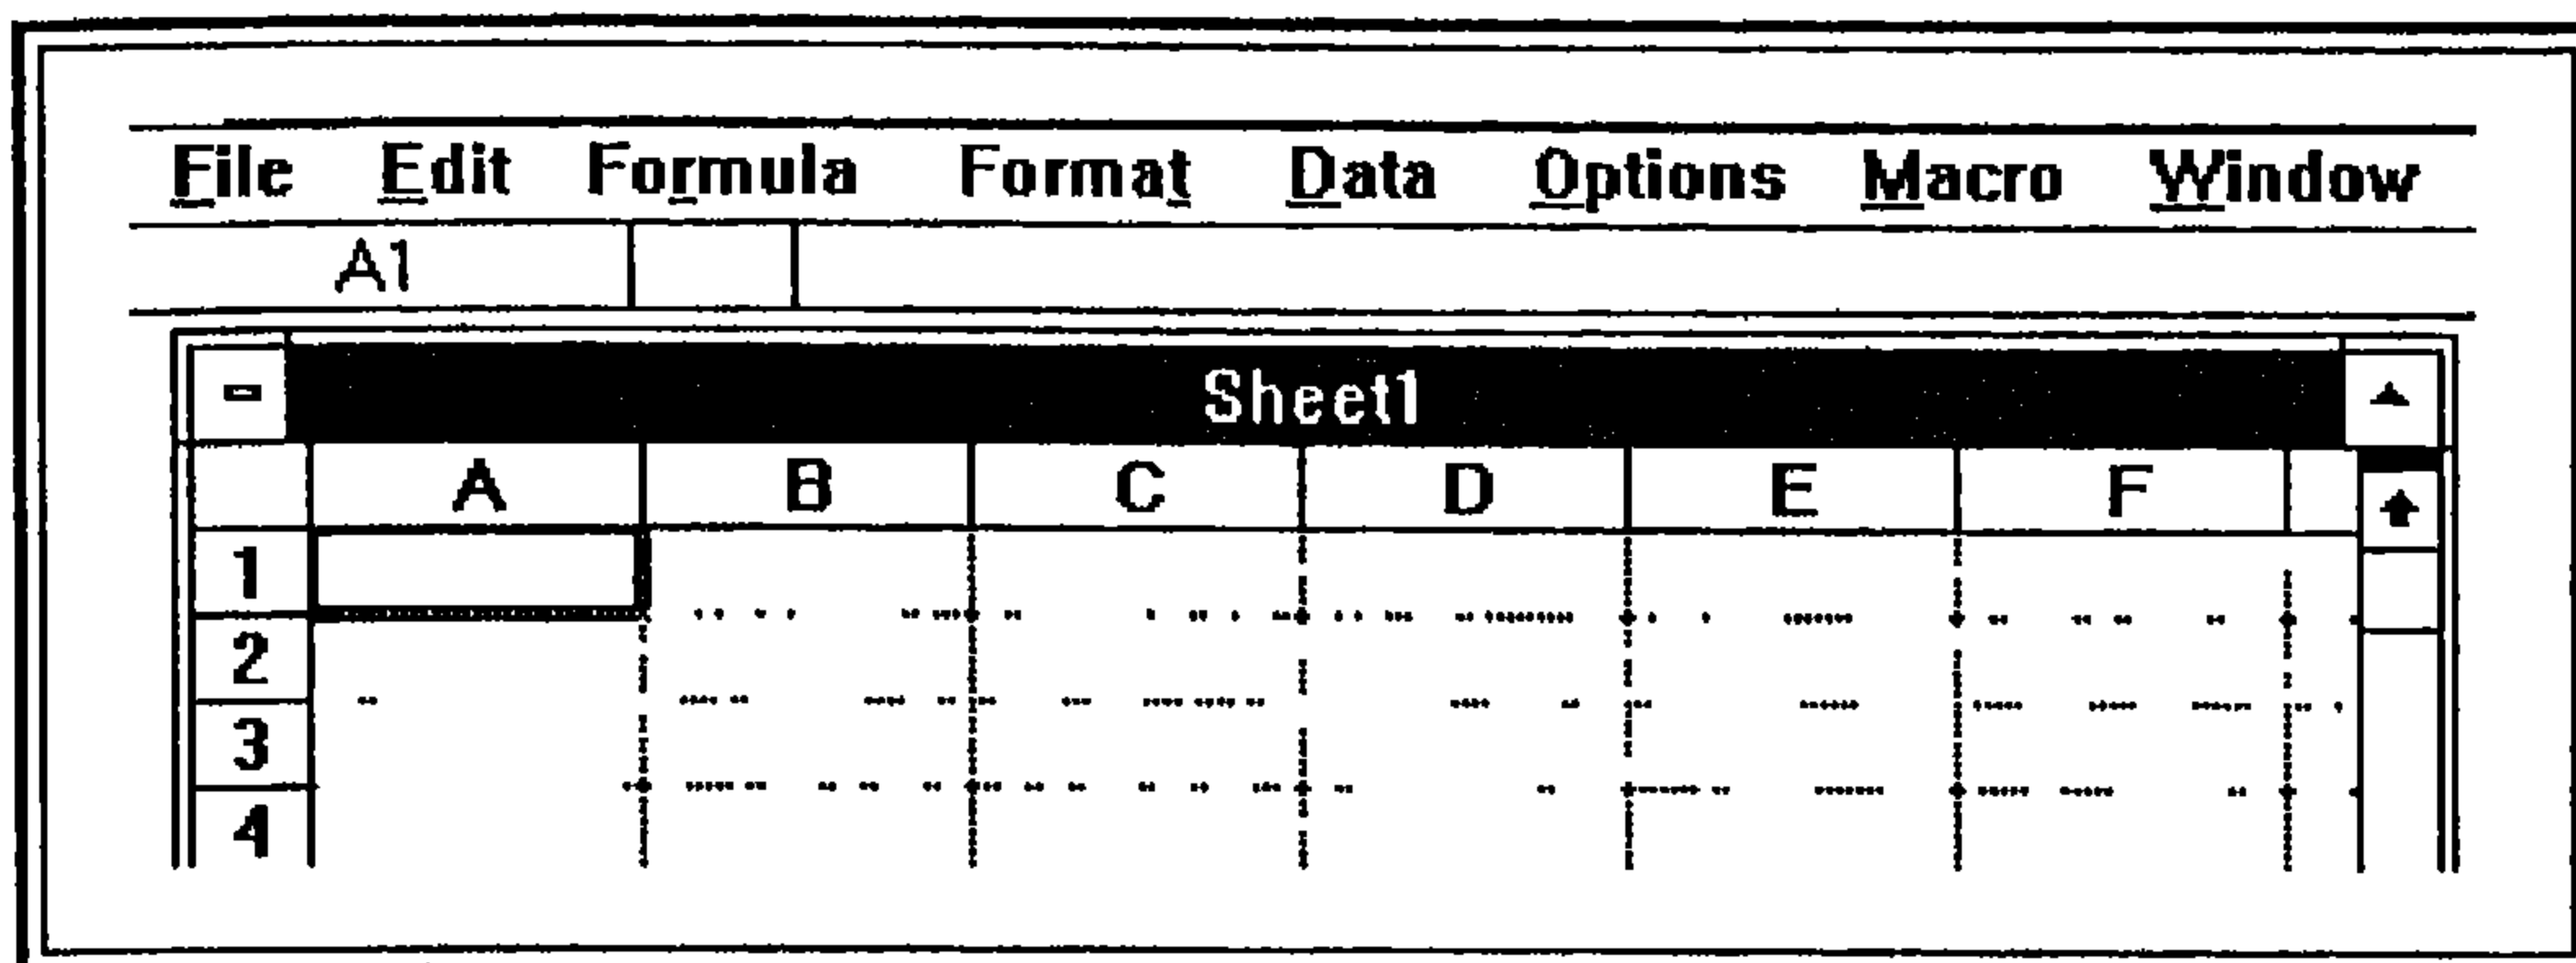 File Edit Formula Format Data Options Macro Window
A1
Sheet1
A B C D E F
1
2
3
4